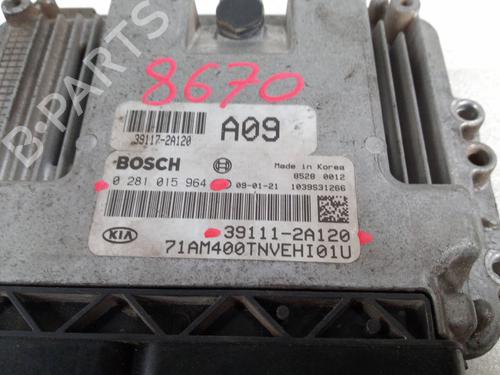 8670
39117-2A120
A09
BOSCH
Made in Korea
8528 0012
0 281 015 964
09-01-21 1039S31266
39111-2A120
KIA
71AM400TNVEHI01U
B-PARTS